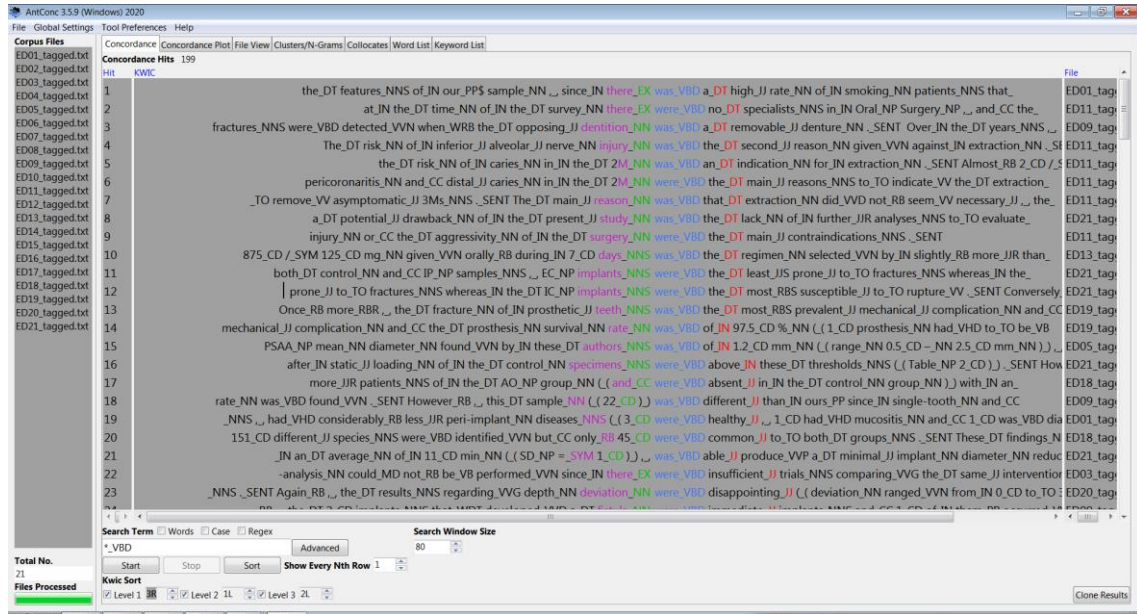 AntConc 3.5.9 (Windows) 2020
File Global Settings Tool Preferences Help
Corpus Files
ED01_tagged.txt
ED02_tagged.txt
ED03_tagged.txt
ED04_tagged.txt
ED05_tagged.txt
ED06_tagged.txt
ED07_tagged.txt
ED08_tagged.txt
ED09_tagged.txt
ED10_tagged.txt
ED11_tagged.txt
ED12_tagged.txt
ED13_tagged.txt
ED14_tagged.txt
ED15_tagged.txt
ED16_tagged.txt
ED17_tagged.txt
ED18_tagged.txt
ED19_tagged.txt
ED20_tagged.txt
ED21_tagged.txt
Total No.
21
Files Processed
Concordance Concordance Plot File View Clusters/N-Grams Collocates Word List Keyword List
Concordance Hits 199
Hit KWIC File
1 the_DT features_NNS of_IN our_PP$ sample_NN ,_, since_IN there_EX was_VBD a_DT high_JJ rate_NN of_IN smoking_NN patients_NNS that_ ED01_tag
2 at_IN the_DT time_NN of_IN the_DT survey_NN there_EX were_VBD no_DT specialists_NNS in_IN Oral_NP Surgery_NP ,_, and_CC the_ ED11_tag
3 fractures_NNS were_VBD detected_VVN when_WRB the_DT opposing_JJ dentition_NN was_VBD a_DT removable_JJ denture_NN ._SENT Over_IN the_DT years_NNS ,_, ED09_tag
4 The_DT risk_NN of_IN inferior_JJ alveolar_JJ nerve_NN injury_NN was_VBD the_DT second_JJ reason_NN given_VVN against_IN extraction_NN ._SE ED11_tag
5 the_DT risk_NN of_IN caries_NN in_IN the_DT 2M_NN was_VBD an_DT indication_NN for_IN extraction_NN ._SENT Almost_RB 2_CD /_S ED11_tag
6 pericoronaritis_NN and_CC distal_JJ caries_NN in_IN the_DT 2M_NN were_VBD the_DT main_JJ reasons_NNS to_TO indicate_VV the_DT extraction_ ED11_tag
7 _TO remove_VV asymptomatic_JJ 3Ms_NNS ._SENT The_DT main_JJ reason_NN was_VBD that_DT extraction_NN did_VVD not_RB seem_VV necessary_JJ ,_, the_ ED11_tag
8 a_DT potential_JJ drawback_NN of_IN the_DT present_JJ study_NN was_VBD the_DT lack_NN of_IN further_JJR analyses_NNS to_TO evaluate_ ED21_tag
9 injury_NN or_CC the_DT aggressivity_NN of_IN the_DT surgery_NN were_VBD the_DT main_JJ contraindications_NNS ._SENT ED11_tag
10 875_CD /_SYM 125_CD mg_NN given_VVN orally_RB during_IN 7_CD days_NNS was_VBD the_DT regimen_NN selected_VVN by_IN slightly_RB more_JJR than_ ED13_tag
11 both_DT control_NN and_CC IP_NP samples_NNS ,_, EC_NP implants_NNS were_VBD the_DT least_JJS prone_JJ to_TO fractures_NNS whereas_IN the_ ED21_tag
12 prone_JJ to_TO fractures_NNS whereas_IN the_DT IC_NP implants_NNS were_VBD the_DT most_RBS susceptible_JJ to_TO rupture_VV ._SENT Conversely_ ED21_tag
13 Once_RB more_RBR ,_, the_DT fracture_NN of_IN prosthetic_JJ teeth_NNS was_VBD the_DT most_RBS prevalent_JJ mechanical_JJ complication_NN and_CC ED19_tag
14 mechanical_JJ complication_NN and_CC the_DT prosthesis_NN survival_NN rate_NN was_VBD of_IN 97.5_CD %_NN (_( 1_CD prosthesis_NN had_VHD to_TO be_VB ED19_tag
15 PSAA_NP mean_NN diameter_NN found_VVN by_IN these_DT authors_NNS was_VBD of_IN 1.2_CD mm_NN (_( range_NN 0.5_CD –_NN 2.5_CD mm_NN )_) ,_, ED05_tag
16 after_IN static_JJ loading_NN of_IN the_DT control_NN specimens_NNS were_VBD above_IN these_DT thresholds_NNS (_( Table_NP 2_CD )_) ._SENT How ED21_tag
17 more_JJR patients_NNS of_IN the_DT AO_NP group_NN (_( and_CC were_VBD absent_JJ in_IN the_DT control_NN group_NN )_) with_IN an_ ED18_tag
18 rate_NN was_VBD found_VVN ._SENT However_RB ,_, this_DT sample_NN (_( 22_CD )_) was_VBD different_JJ than_IN ours_PP since_IN single-tooth_NN and_CC ED09_tag
19 _NNS ,_, had_VHD considerably_RB less_JJR peri-implant_NN diseases_NNS (_( 3_CD were_VBD healthy_JJ ,_, 1_CD had_VHD mucositis_NN and_CC 1_CD was_VBD dia ED01_tag
20 151_CD different_JJ species_NNS were_VBD identified_VVN but_CC only_RB 45_CD were_VBD common_JJ to_TO both_DT groups_NNS ._SENT These_DT findings_N ED18_tag
21 _IN an_DT average_NN of_IN 11_CD min_NN (_( SD_NP =_SYM 1_CD )_) ,_, was_VBD able_JJ produce_VVP a_DT minimal_JJ implant_NN diameter_NN reduc ED21_tag
22 -analysis_NN could_MD not_RB be_VB performed_VVN since_IN there_EX were_VBD insufficient_JJ trials_NNS comparing_VVG the_DT same_JJ intervention ED03_tag
23 _NNS ._SENT Again_RB ,_, the_DT results_NNS regarding_VVG depth_NN deviation_NN were_VBD disappointing_JJ (_( deviation_NN ranged_VVN from_IN 0_CD to_TO ED20_tag
Search Term Words Case Regex Search Window Size
*_VBD Advanced 80
Start Stop Sort Show Every Nth Row 1
Kwic Sort
Level 1 3R Level 2 1L Level 3 2L Clone Results